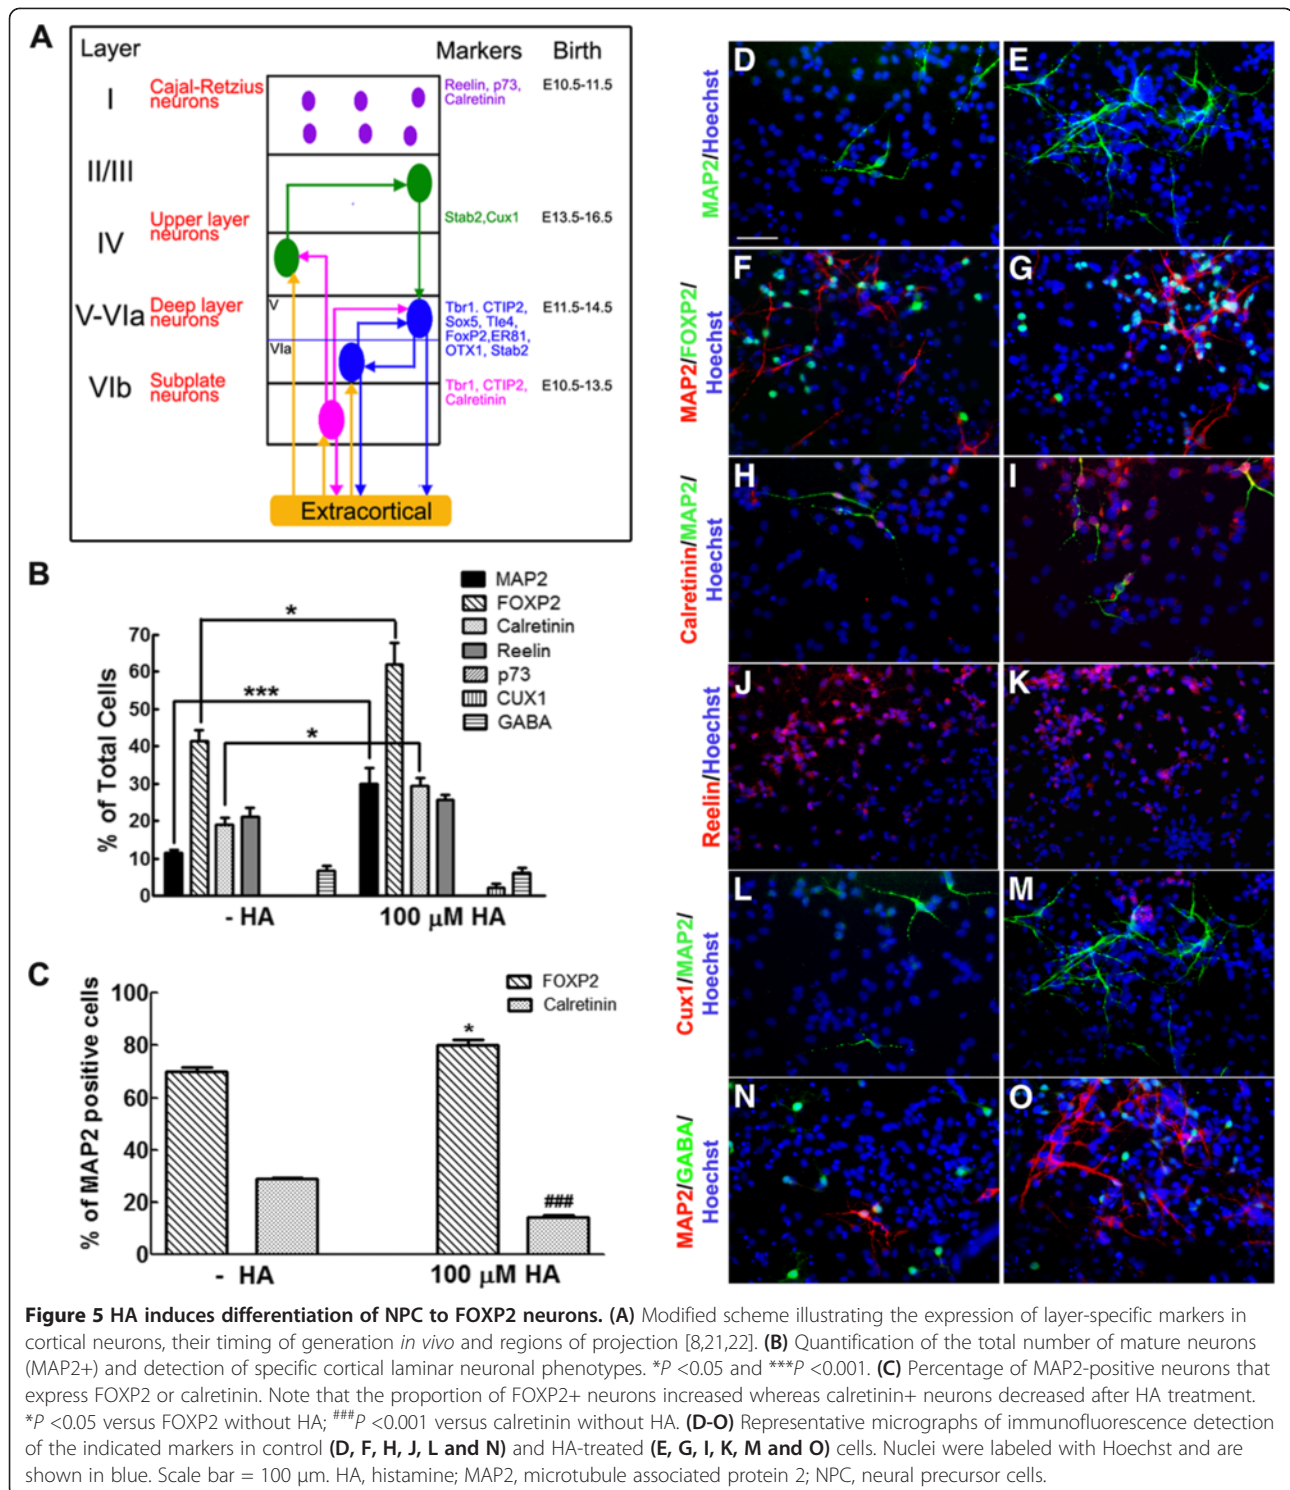 A
Layer Markers Birth
I Cajal-Retzius neurons Reelin, p73, Calretinin E10.5-11.5
II/III
Upper layer neurons Stab2,Cux1 E13.5-16.5
IV
V-VIa Deep layer neurons V Tbr1. CTIP2, Sox5, Tle4, FoxP2,ER81, OTX1, Stab2 E11.5-14.5
VIa
VIb Subplate neurons Tbr1, CTIP2, Calretinin E10.5-13.5
Extracortical
B
MAP2
FOXP2
Calretinin
Reelin
p73
CUX1
GABA
% of Total Cells
70
60
50
40
30
20
10
0
*
***
*
- HA 100 μM HA
C
FOXP2
Calretinin
% of MAP2 positive cells
100
80
60
40
20
0
*
###
- HA 100 μM HA
D E
MAP2/Hoechst
F G
MAP2/FOXP2/
Hoechst
H I
Calretinin/MAP2/
Hoechst
J K
Reelin/Hoechst
L M
Cux1/MAP2/
Hoechst
N O
MAP2/GABA/
Hoechst
Figure 5 HA induces differentiation of NPC to FOXP2 neurons. (A) Modified scheme illustrating the expression of layer-specific markers in
cortical neurons, their timing of generation in vivo and regions of projection [8,21,22]. (B) Quantification of the total number of mature neurons
(MAP2+) and detection of specific cortical laminar neuronal phenotypes. *P <0.05 and ***P <0.001. (C) Percentage of MAP2-positive neurons that
express FOXP2 or calretinin. Note that the proportion of FOXP2+ neurons increased whereas calretinin+ neurons decreased after HA treatment.
*P <0.05 versus FOXP2 without HA; ###P <0.001 versus calretinin without HA. (D-O) Representative micrographs of immunofluorescence detection
of the indicated markers in control (D, F, H, J, L and N) and HA-treated (E, G, I, K, M and O) cells. Nuclei were labeled with Hoechst and are
shown in blue. Scale bar = 100 μm. HA, histamine; MAP2, microtubule associated protein 2; NPC, neural precursor cells.